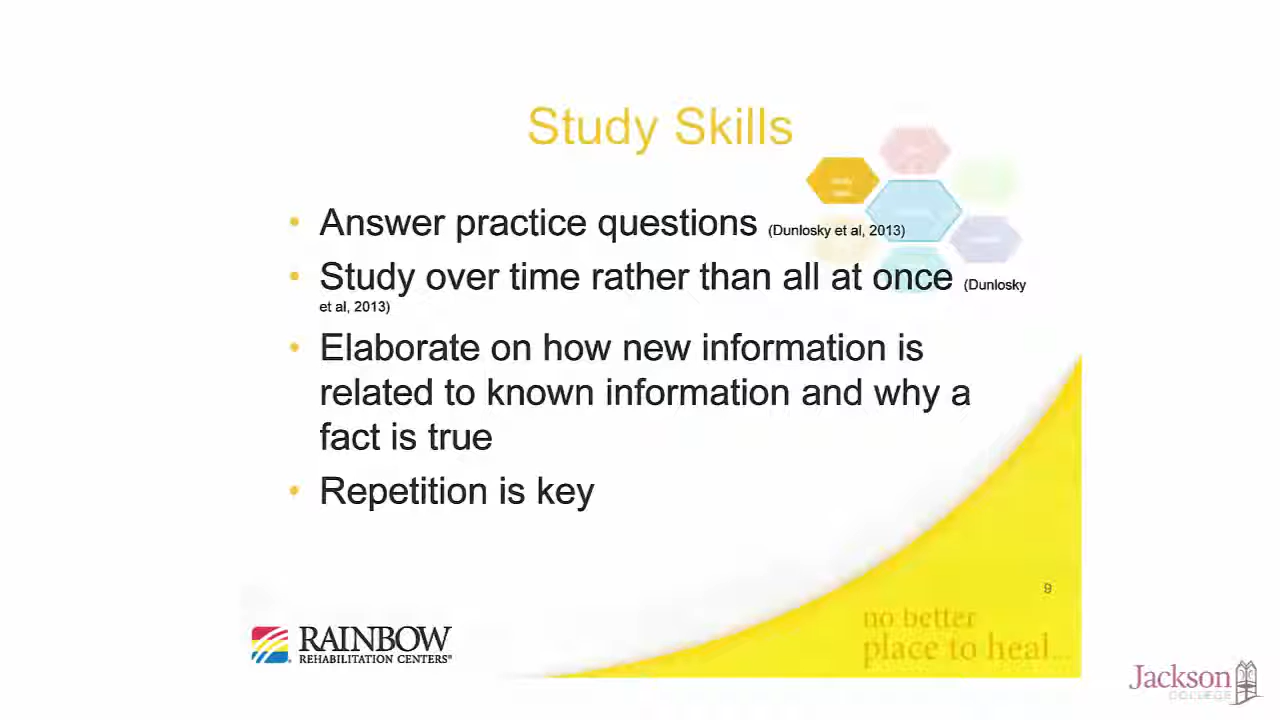 Study Skills
• Answer practice questions (Dunlosky et al, 2013)
• Study over time rather than all at once (Dunlosky
et al, 2013)
• Elaborate on how new information is
related to known information and why a
fact is true
• Repetition is key
9
no better
place to heal...
RAINBOW
REHABILITATION CENTERS®
Jackson
COLLEGE